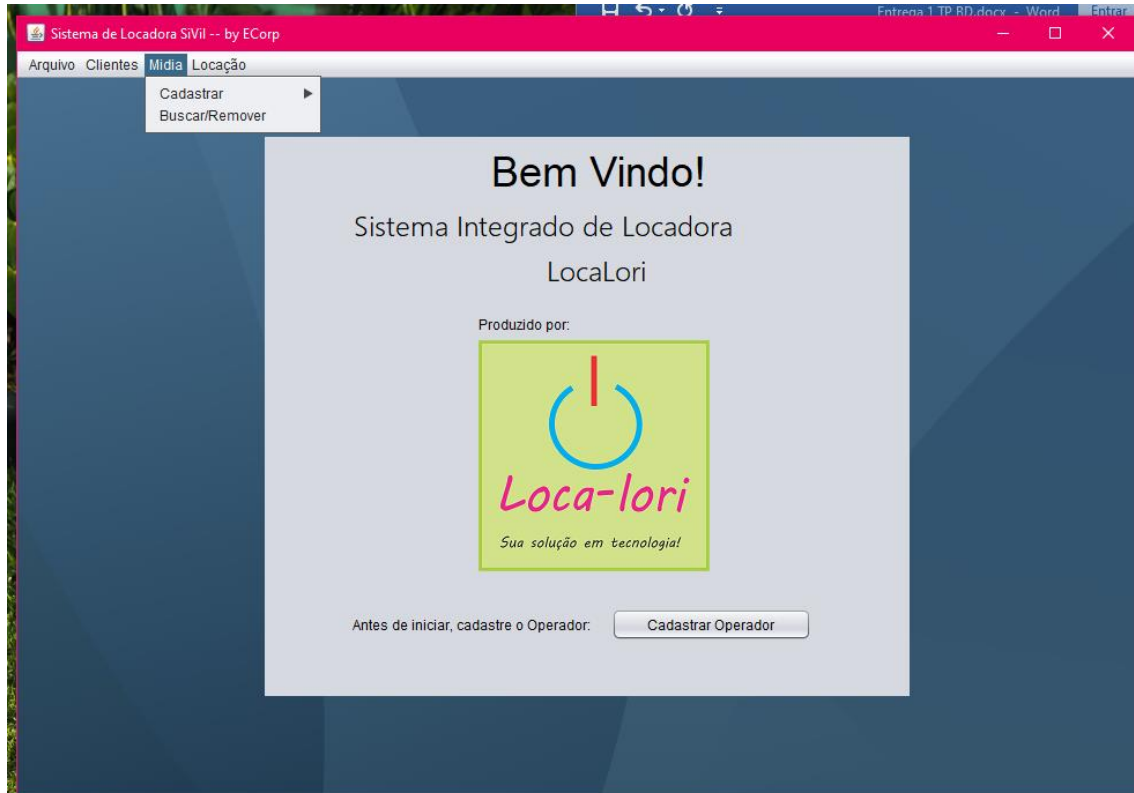 Entrega 1 TP BD.docx - Word Entrar
Sistema de Locadora SiVil -- by ECorp
Arquivo Clientes Midia Locação
Cadastrar
Buscar/Remover
Bem Vindo!
Sistema Integrado de Locadora
LocaLori
Produzido por:
Loca-lori
Sua solução em tecnologia!
Antes de iniciar, cadastre o Operador: Cadastrar Operador